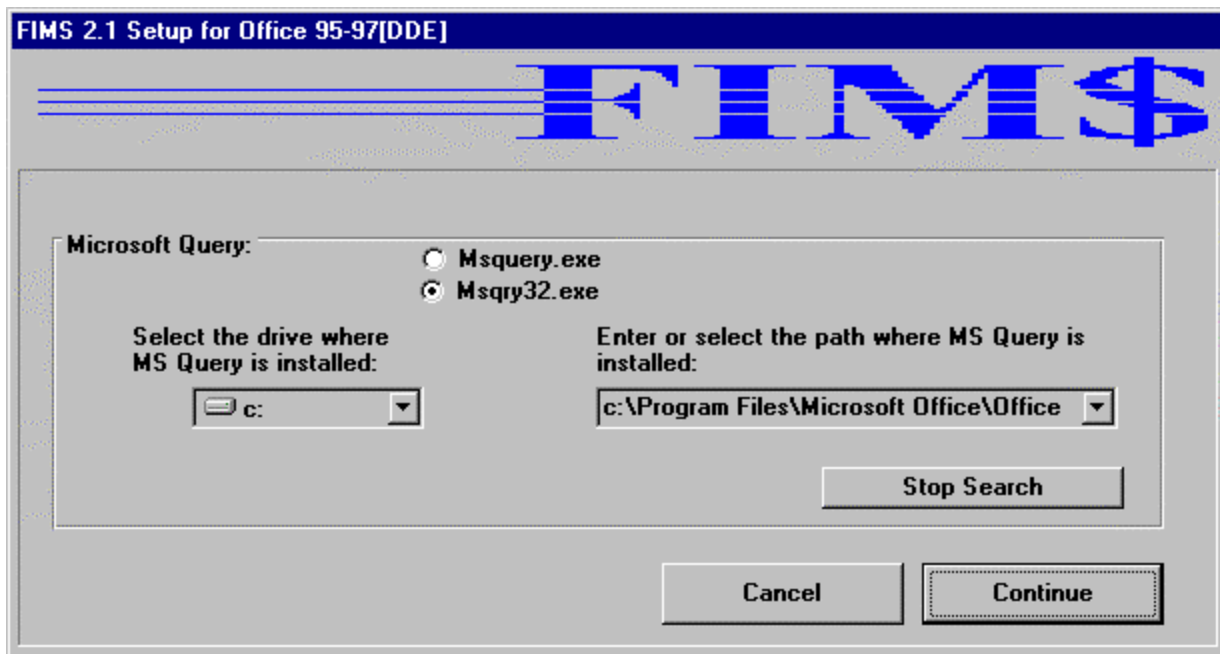 FIMS 2.1 Setup for Office 95-97[DDE]
FIM$
Microsoft Query:
Msquery.exe
Msqry32.exe
Select the drive where
MS Query is installed:
c:
Enter or select the path where MS Query is
installed:
c:\Program Files\Microsoft Office\Office
Stop Search
Cancel
Continue